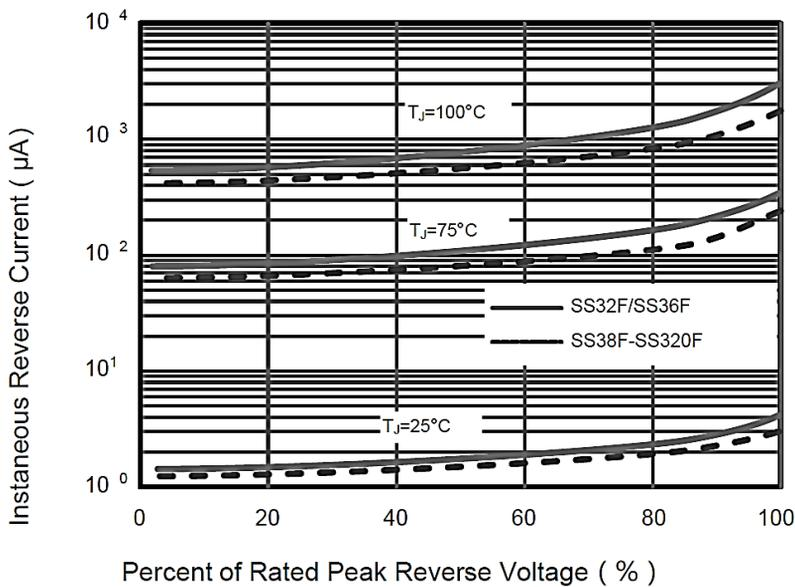 Instaneous Reverse Current ( µA)
10 4
10 3
10 2
10 1
10 0
TJ=100°C
TJ=75°C
SS32F/SS36F
SS38F-SS320F
TJ=25°C
0 20 40 60 80 100
Percent of Rated Peak Reverse Voltage ( % )